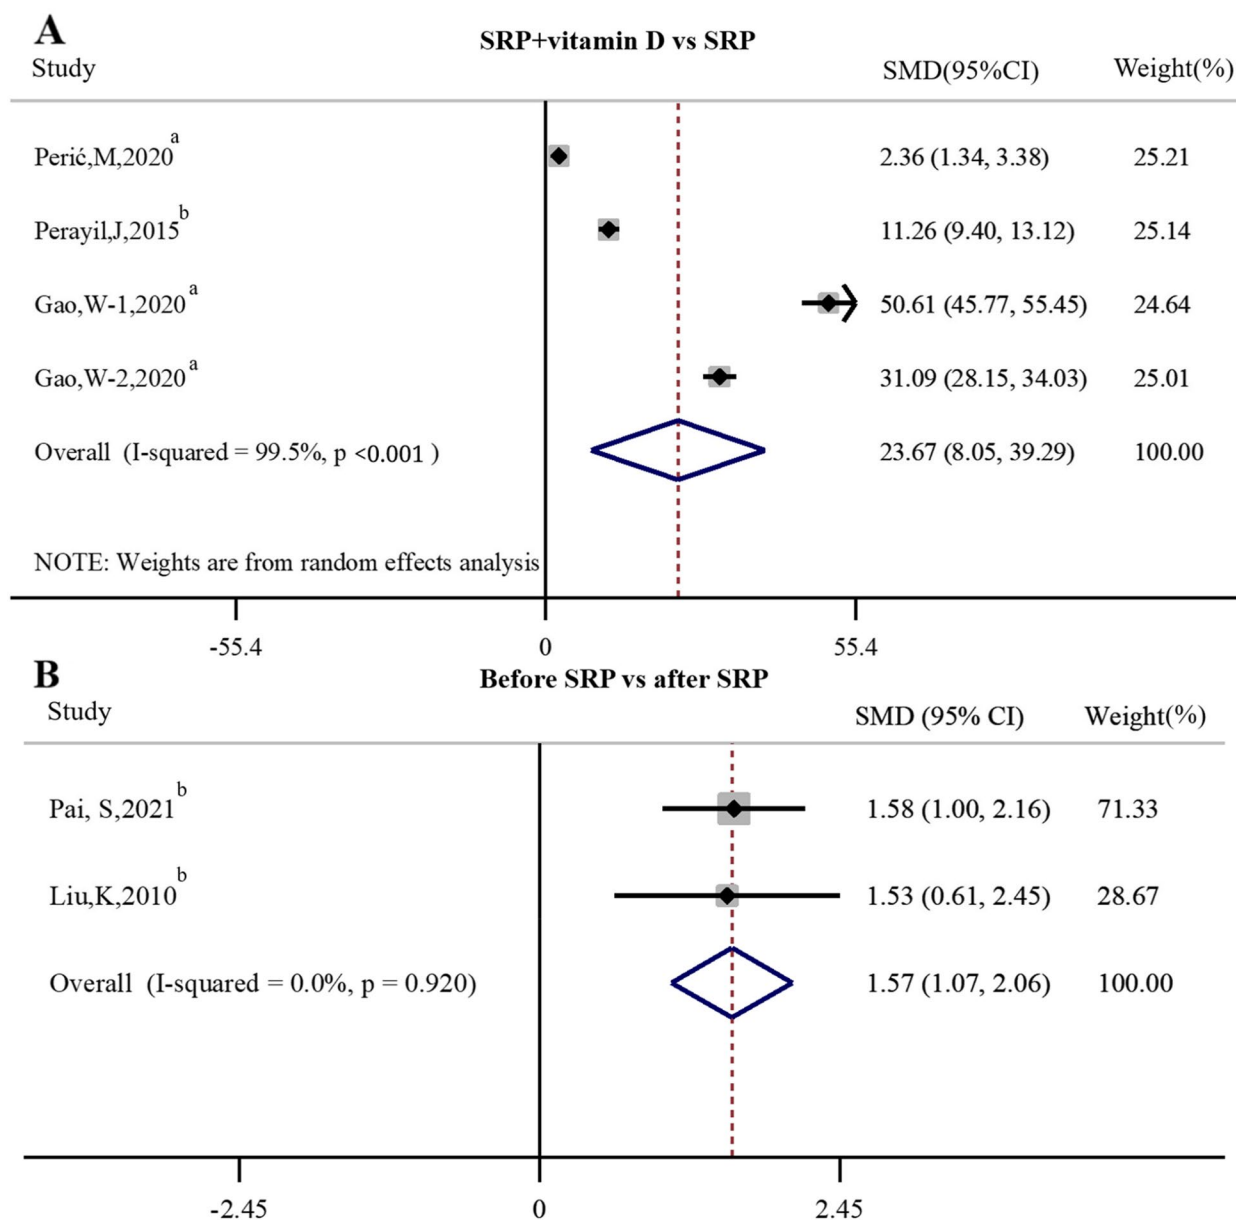 A
SRP+vitamin D vs SRP
Study SMD(95%CI) Weight(%)
Perić,M,2020a 2.36 (1.34, 3.38) 25.21
Perayil,J,2015b 11.26 (9.40, 13.12) 25.14
Gao,W-1,2020a 50.61 (45.77, 55.45) 24.64
Gao,W-2,2020a 31.09 (28.15, 34.03) 25.01
Overall (I-squared = 99.5%, p <0.001 ) 23.67 (8.05, 39.29) 100.00
NOTE: Weights are from random effects analysis
-55.4 0 55.4
B
Before SRP vs after SRP
Study SMD (95% CI) Weight(%)
Pai, S,2021b 1.58 (1.00, 2.16) 71.33
Liu,K,2010b 1.53 (0.61, 2.45) 28.67
Overall (I-squared = 0.0%, p = 0.920) 1.57 (1.07, 2.06) 100.00
-2.45 0 2.45